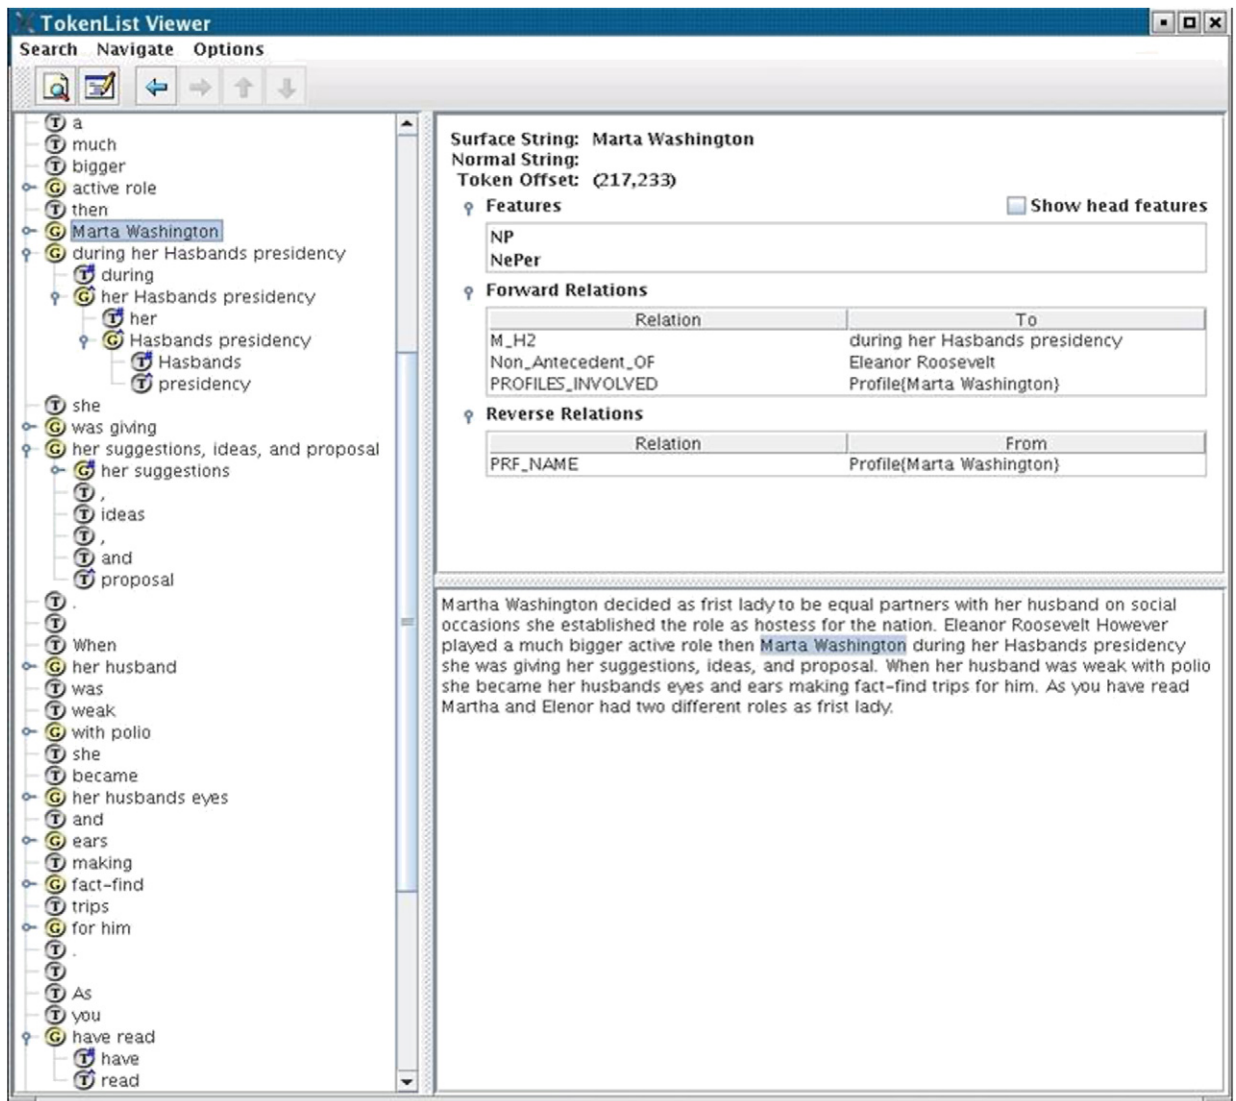 TokenList Viewer
Search Navigate Options
a
much
bigger
active role
then
Marta Washington
during her Hasbands presidency
during
her Hasbands presidency
her
Hasbands presidency
Hasbands
presidency
she
was giving
her suggestions, ideas, and proposal
her suggestions
,
ideas
,
and
proposal
.
When
her husband
was
weak
with polio
she
became
her husbands eyes
and
ears
making
fact-find
trips
for him
.
As
you
have read
have
read
Surface String: Marta Washington
Normal String:
Token Offset: (217,233)
Features Show head features
NP
NePer
Forward Relations
Relation To
M_H2 during her Hasbands presidency
Non_Antecedent_OF Eleanor Roosevelt
PROFILES_INVOLVED Profile{Marta Washington}
Reverse Relations
Relation From
PRF_NAME Profile{Marta Washington}
Martha Washington decided as frist lady to be equal partners with her husband on social
occasions she established the role as hostess for the nation. Eleanor Roosevelt However
played a much bigger active role then Marta Washington during her Hasbands presidency
she was giving her suggestions, ideas, and proposal. When her husband was weak with polio
she became her husbands eyes and ears making fact-find trips for him. As you have read
Martha and Elenor had two different roles as frist lady.